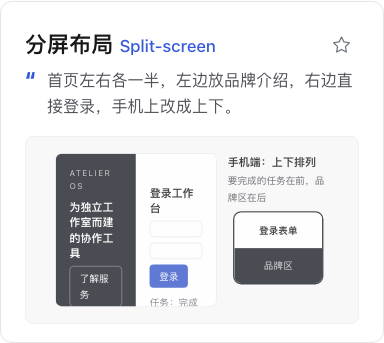 分屏布局 Split-screen
“ 首页左右各一半，左边放品牌介绍，右边直
接登录，手机上改成上下。
ATELIER
OS
为独立工
作室而建
的协作工
具
了解服
务
登录工作
台
登录
任务：完成
手机端：上下排列
要完成的任务在前，品
牌区在后
登录表单
品牌区